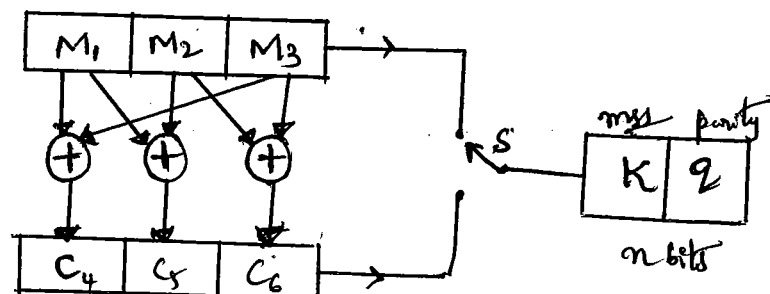 M1 M2 M3
S
msg parity
K q
n bits
+ + +
C4 C5 C6